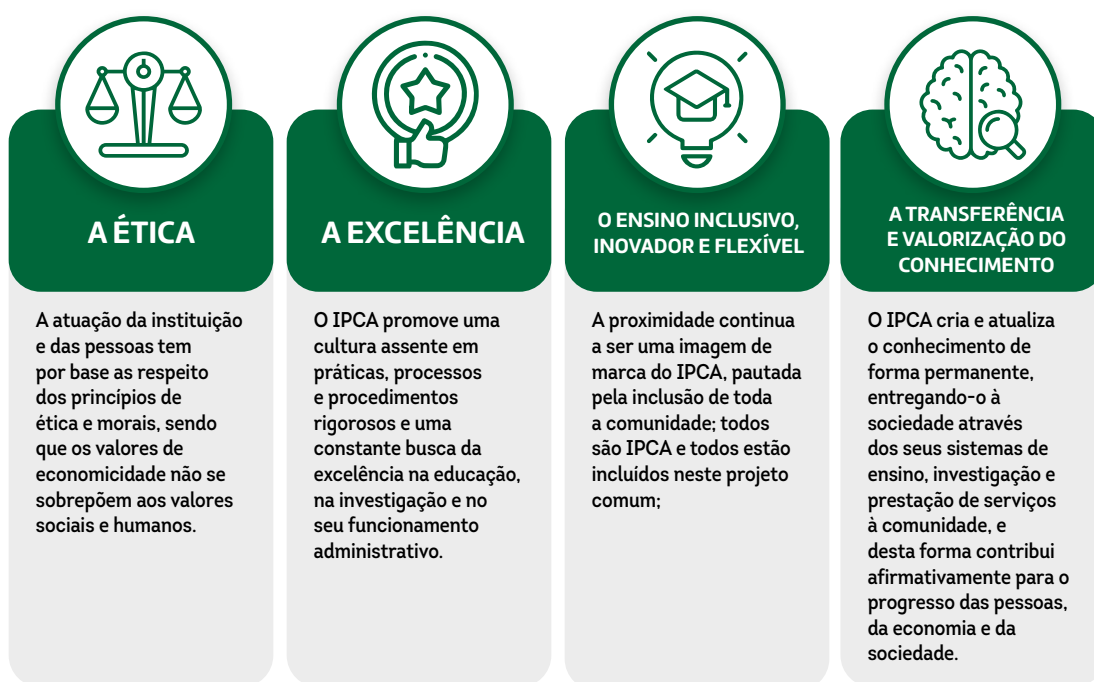 A ÉTICA
A atuação da instituição
e das pessoas tem
por base as respeito
dos princípios de
ética e morais, sendo
que os valores de
economicidade não se
sobrepõem aos valores
sociais e humanos.
A EXCELÊNCIA
O IPCA promove uma
cultura assente em
práticas, processos
e procedimentos
rigorosos e uma
constante busca da
excelência na educação,
na investigação e no
seu funcionamento
administrativo.
O ENSINO INCLUSIVO,
INOVADOR E FLEXÍVEL
A proximidade continua
a ser uma imagem de
marca do IPCA, pautada
pela inclusão de toda
a comunidade; todos
são IPCA e todos estão
incluídos neste projeto
comum;
A TRANSFERÊNCIA
E VALORIZAÇÃO DO
CONHECIMENTO
O IPCA cria e atualiza
o conhecimento de
forma permanente,
entregando-o à
sociedade através
dos seus sistemas de
ensino, investigação e
prestação de serviços
à comunidade, e
desta forma contribui
afirmativamente para o
progresso das pessoas,
da economia e da
sociedade.